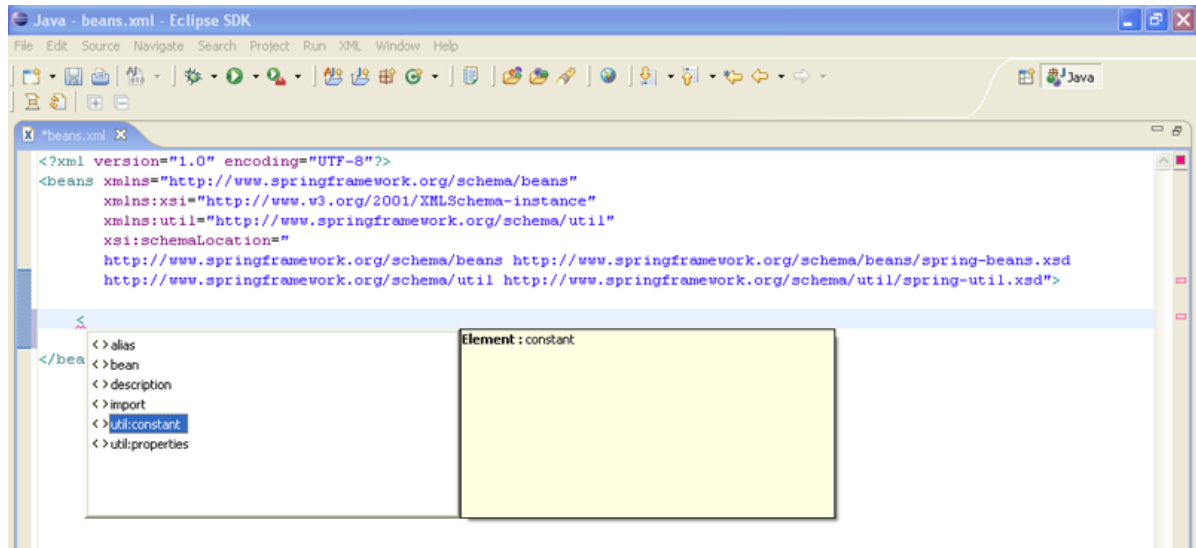 Java - beans.xml - Eclipse SDK
File Edit Source Navigate Search Project Run XML Window Help
Java
*beans.xml
<?xml version="1.0" encoding="UTF-8"?>
<beans xmlns="http://www.springframework.org/schema/beans"
xmlns:xsi="http://www.w3.org/2001/XMLSchema-instance"
xmlns:util="http://www.springframework.org/schema/util"
xsi:schemaLocation="
http://www.springframework.org/schema/beans http://www.springframework.org/schema/beans/spring-beans.xsd
http://www.springframework.org/schema/util http://www.springframework.org/schema/util/spring-util.xsd">
<
< > alias
</bea
< > bean
< > description
< > import
< > util:constant
< > util:properties
Element : constant